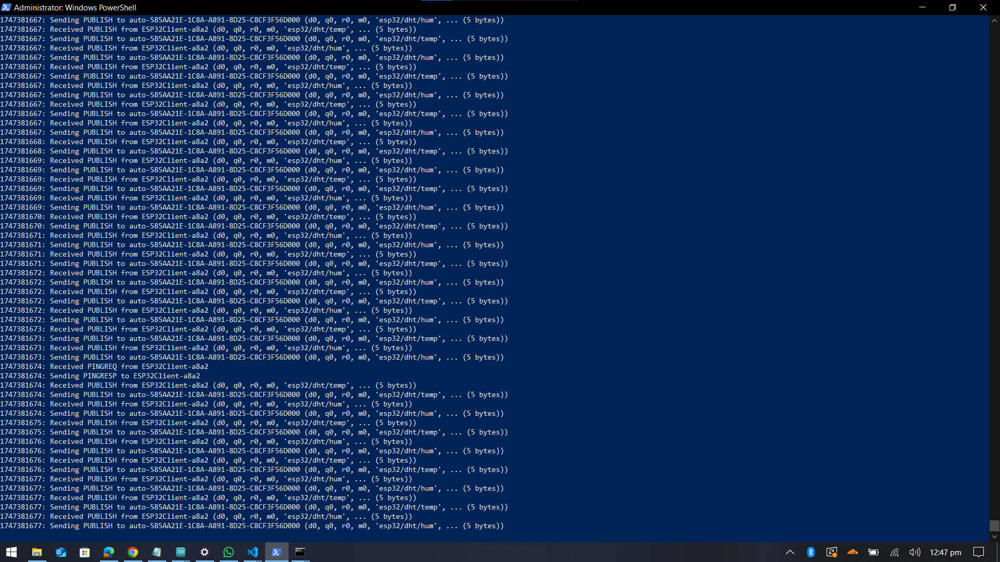 Administrator: Windows PowerShell
1747381667: Sending PUBLISH to auto-585AA21E-1C8A-A891-8D25-C8CF3F56D000 (d0, q0, r0, m0, 'esp32/dht/hum', ... (5 bytes))
1747381667: Received PUBLISH from ESP32Client-a8a2 (d0, q0, r0, m0, 'esp32/dht/temp', ... (5 bytes))
1747381667: Sending PUBLISH to auto-585AA21E-1C8A-A891-8D25-C8CF3F56D000 (d0, q0, r0, m0, 'esp32/dht/temp', ... (5 bytes))
1747381667: Received PUBLISH from ESP32Client-a8a2 (d0, q0, r0, m0, 'esp32/dht/hum', ... (5 bytes))
1747381667: Sending PUBLISH to auto-585AA21E-1C8A-A891-8D25-C8CF3F56D000 (d0, q0, r0, m0, 'esp32/dht/hum', ... (5 bytes))
1747381667: Received PUBLISH from ESP32Client-a8a2 (d0, q0, r0, m0, 'esp32/dht/temp', ... (5 bytes))
1747381667: Sending PUBLISH to auto-585AA21E-1C8A-A891-8D25-C8CF3F56D000 (d0, q0, r0, m0, 'esp32/dht/temp', ... (5 bytes))
1747381667: Received PUBLISH from ESP32Client-a8a2 (d0, q0, r0, m0, 'esp32/dht/hum', ... (5 bytes))
1747381667: Sending PUBLISH to auto-585AA21E-1C8A-A891-8D25-C8CF3F56D000 (d0, q0, r0, m0, 'esp32/dht/hum', ... (5 bytes))
1747381667: Received PUBLISH from ESP32Client-a8a2 (d0, q0, r0, m0, 'esp32/dht/temp', ... (5 bytes))
1747381667: Sending PUBLISH to auto-585AA21E-1C8A-A891-8D25-C8CF3F56D000 (d0, q0, r0, m0, 'esp32/dht/temp', ... (5 bytes))
1747381667: Received PUBLISH from ESP32Client-a8a2 (d0, q0, r0, m0, 'esp32/dht/hum', ... (5 bytes))
1747381667: Sending PUBLISH to auto-585AA21E-1C8A-A891-8D25-C8CF3F56D000 (d0, q0, r0, m0, 'esp32/dht/hum', ... (5 bytes))
1747381668: Received PUBLISH from ESP32Client-a8a2 (d0, q0, r0, m0, 'esp32/dht/temp', ... (5 bytes))
1747381668: Sending PUBLISH to auto-585AA21E-1C8A-A891-8D25-C8CF3F56D000 (d0, q0, r0, m0, 'esp32/dht/temp', ... (5 bytes))
1747381669: Received PUBLISH from ESP32Client-a8a2 (d0, q0, r0, m0, 'esp32/dht/hum', ... (5 bytes))
1747381669: Sending PUBLISH to auto-585AA21E-1C8A-A891-8D25-C8CF3F56D000 (d0, q0, r0, m0, 'esp32/dht/hum', ... (5 bytes))
1747381669: Received PUBLISH from ESP32Client-a8a2 (d0, q0, r0, m0, 'esp32/dht/temp', ... (5 bytes))
1747381669: Sending PUBLISH to auto-585AA21E-1C8A-A891-8D25-C8CF3F56D000 (d0, q0, r0, m0, 'esp32/dht/temp', ... (5 bytes))
1747381669: Received PUBLISH from ESP32Client-a8a2 (d0, q0, r0, m0, 'esp32/dht/hum', ... (5 bytes))
1747381669: Sending PUBLISH to auto-585AA21E-1C8A-A891-8D25-C8CF3F56D000 (d0, q0, r0, m0, 'esp32/dht/hum', ... (5 bytes))
1747381670: Received PUBLISH from ESP32Client-a8a2 (d0, q0, r0, m0, 'esp32/dht/temp', ... (5 bytes))
1747381670: Sending PUBLISH to auto-585AA21E-1C8A-A891-8D25-C8CF3F56D000 (d0, q0, r0, m0, 'esp32/dht/temp', ... (5 bytes))
1747381671: Received PUBLISH from ESP32Client-a8a2 (d0, q0, r0, m0, 'esp32/dht/hum', ... (5 bytes))
1747381671: Sending PUBLISH to auto-585AA21E-1C8A-A891-8D25-C8CF3F56D000 (d0, q0, r0, m0, 'esp32/dht/hum', ... (5 bytes))
1747381671: Received PUBLISH from ESP32Client-a8a2 (d0, q0, r0, m0, 'esp32/dht/temp', ... (5 bytes))
1747381671: Sending PUBLISH to auto-585AA21E-1C8A-A891-8D25-C8CF3F56D000 (d0, q0, r0, m0, 'esp32/dht/temp', ... (5 bytes))
1747381672: Received PUBLISH from ESP32Client-a8a2 (d0, q0, r0, m0, 'esp32/dht/hum', ... (5 bytes))
1747381672: Sending PUBLISH to auto-585AA21E-1C8A-A891-8D25-C8CF3F56D000 (d0, q0, r0, m0, 'esp32/dht/hum', ... (5 bytes))
1747381672: Received PUBLISH from ESP32Client-a8a2 (d0, q0, r0, m0, 'esp32/dht/temp', ... (5 bytes))
1747381672: Sending PUBLISH to auto-585AA21E-1C8A-A891-8D25-C8CF3F56D000 (d0, q0, r0, m0, 'esp32/dht/temp', ... (5 bytes))
1747381672: Received PUBLISH from ESP32Client-a8a2 (d0, q0, r0, m0, 'esp32/dht/hum', ... (5 bytes))
1747381672: Sending PUBLISH to auto-585AA21E-1C8A-A891-8D25-C8CF3F56D000 (d0, q0, r0, m0, 'esp32/dht/hum', ... (5 bytes))
1747381673: Received PUBLISH from ESP32Client-a8a2 (d0, q0, r0, m0, 'esp32/dht/temp', ... (5 bytes))
1747381673: Sending PUBLISH to auto-585AA21E-1C8A-A891-8D25-C8CF3F56D000 (d0, q0, r0, m0, 'esp32/dht/temp', ... (5 bytes))
1747381673: Received PUBLISH from ESP32Client-a8a2 (d0, q0, r0, m0, 'esp32/dht/hum', ... (5 bytes))
1747381673: Sending PUBLISH to auto-585AA21E-1C8A-A891-8D25-C8CF3F56D000 (d0, q0, r0, m0, 'esp32/dht/hum', ... (5 bytes))
1747381674: Received PINGREQ from ESP32Client-a8a2
1747381674: Sending PINGRESP to ESP32Client-a8a2
1747381674: Received PUBLISH from ESP32Client-a8a2 (d0, q0, r0, m0, 'esp32/dht/temp', ... (5 bytes))
1747381674: Sending PUBLISH to auto-585AA21E-1C8A-A891-8D25-C8CF3F56D000 (d0, q0, r0, m0, 'esp32/dht/temp', ... (5 bytes))
1747381674: Received PUBLISH from ESP32Client-a8a2 (d0, q0, r0, m0, 'esp32/dht/hum', ... (5 bytes))
1747381674: Sending PUBLISH to auto-585AA21E-1C8A-A891-8D25-C8CF3F56D000 (d0, q0, r0, m0, 'esp32/dht/hum', ... (5 bytes))
1747381675: Received PUBLISH from ESP32Client-a8a2 (d0, q0, r0, m0, 'esp32/dht/temp', ... (5 bytes))
1747381675: Sending PUBLISH to auto-585AA21E-1C8A-A891-8D25-C8CF3F56D000 (d0, q0, r0, m0, 'esp32/dht/temp', ... (5 bytes))
1747381676: Received PUBLISH from ESP32Client-a8a2 (d0, q0, r0, m0, 'esp32/dht/hum', ... (5 bytes))
1747381676: Sending PUBLISH to auto-585AA21E-1C8A-A891-8D25-C8CF3F56D000 (d0, q0, r0, m0, 'esp32/dht/hum', ... (5 bytes))
1747381676: Received PUBLISH from ESP32Client-a8a2 (d0, q0, r0, m0, 'esp32/dht/temp', ... (5 bytes))
1747381676: Sending PUBLISH to auto-585AA21E-1C8A-A891-8D25-C8CF3F56D000 (d0, q0, r0, m0, 'esp32/dht/temp', ... (5 bytes))
1747381677: Received PUBLISH from ESP32Client-a8a2 (d0, q0, r0, m0, 'esp32/dht/hum', ... (5 bytes))
1747381677: Sending PUBLISH to auto-585AA21E-1C8A-A891-8D25-C8CF3F56D000 (d0, q0, r0, m0, 'esp32/dht/hum', ... (5 bytes))
1747381677: Received PUBLISH from ESP32Client-a8a2 (d0, q0, r0, m0, 'esp32/dht/temp', ... (5 bytes))
1747381677: Sending PUBLISH to auto-585AA21E-1C8A-A891-8D25-C8CF3F56D000 (d0, q0, r0, m0, 'esp32/dht/temp', ... (5 bytes))
1747381677: Received PUBLISH from ESP32Client-a8a2 (d0, q0, r0, m0, 'esp32/dht/hum', ... (5 bytes))
1747381677: Sending PUBLISH to auto-585AA21E-1C8A-A891-8D25-C8CF3F56D000 (d0, q0, r0, m0, 'esp32/dht/hum', ... (5 bytes))
12:47 pm